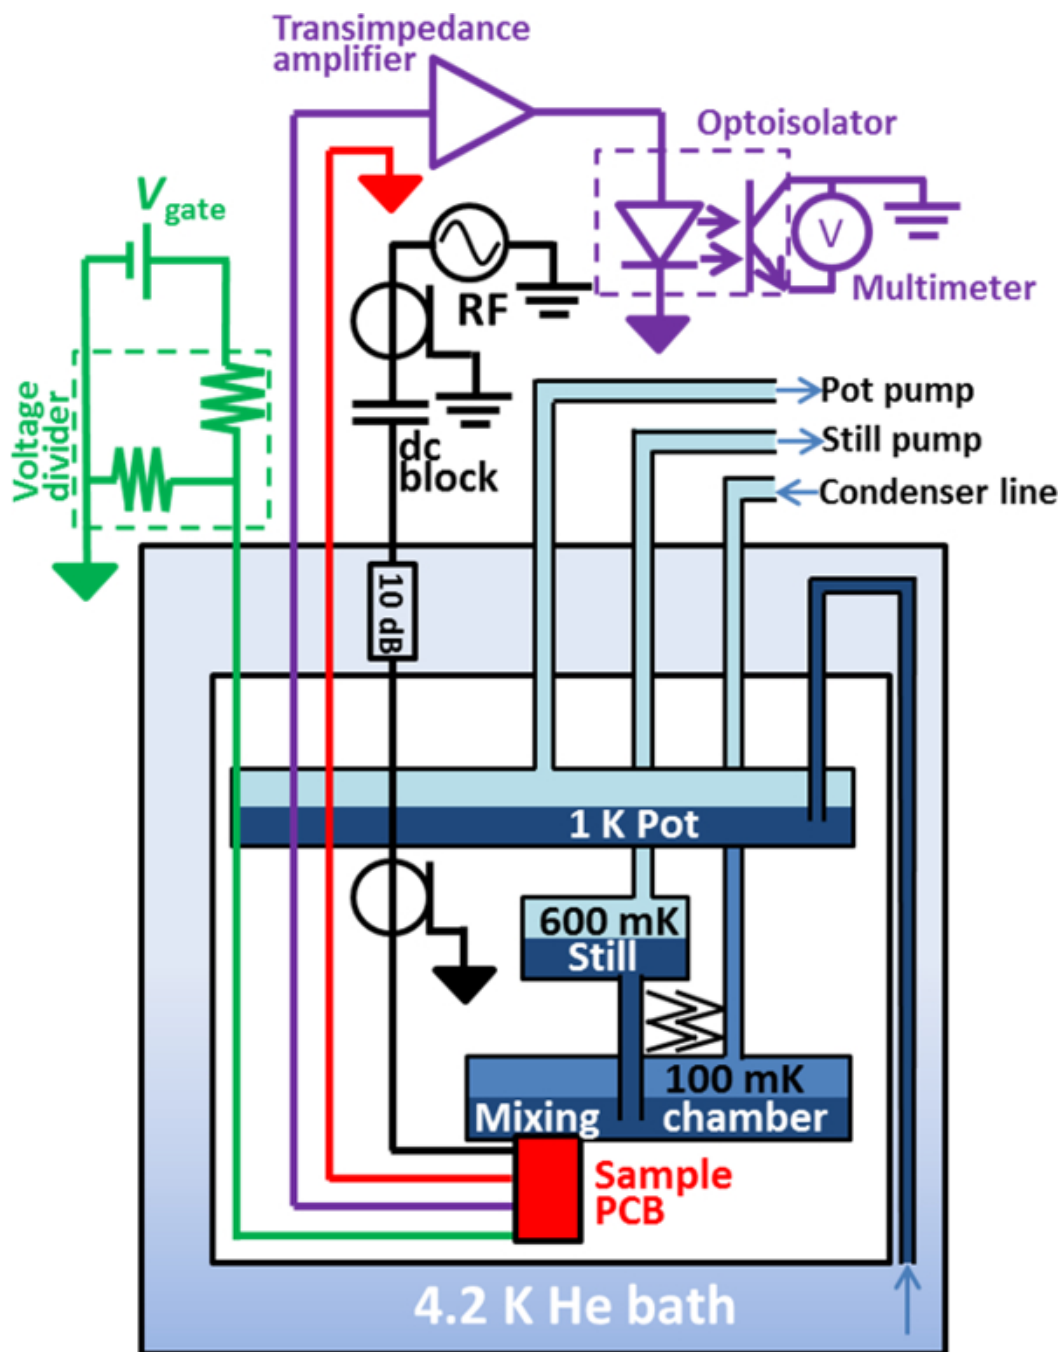 Transimpedance
amplifier
Optoisolator
V
gate
V
Multimeter
RF
Voltage
divider
dc
block
Pot pump
Still pump
Condenser line
10 dB
1 K Pot
600 mK
Still
100 mK
Mixing chamber
Sample
PCB
4.2 K He bath